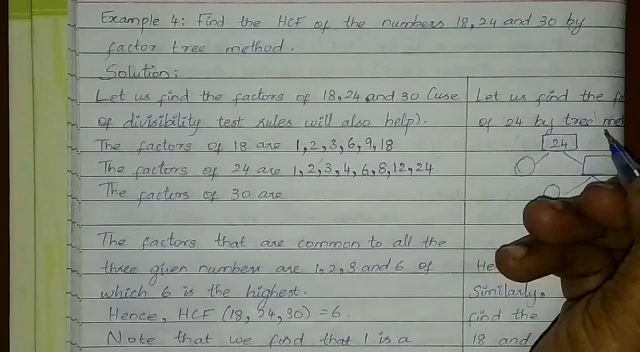 Example 4: Find the HCF of the numbers 18, 24 and 30 by
factor tree method.
Solution:
Let us find the factors of 18, 24 and 30 (use
of divisibility test rules will also help).
The factors of 18 are 1, 2, 3, 6, 9, 18
The factors of 24 are 1, 2, 3, 4, 6, 8, 12, 24
The factors of 30 are
The factors that are common to all the
three given numbers are 1, 2, 3 and 6 of
which 6 is the highest.
Hence, HCF (18, 24, 30) = 6.
Note that we find that 1 is a
Let us find the
of 24 by tree
24
Similarly,
find the
18 and